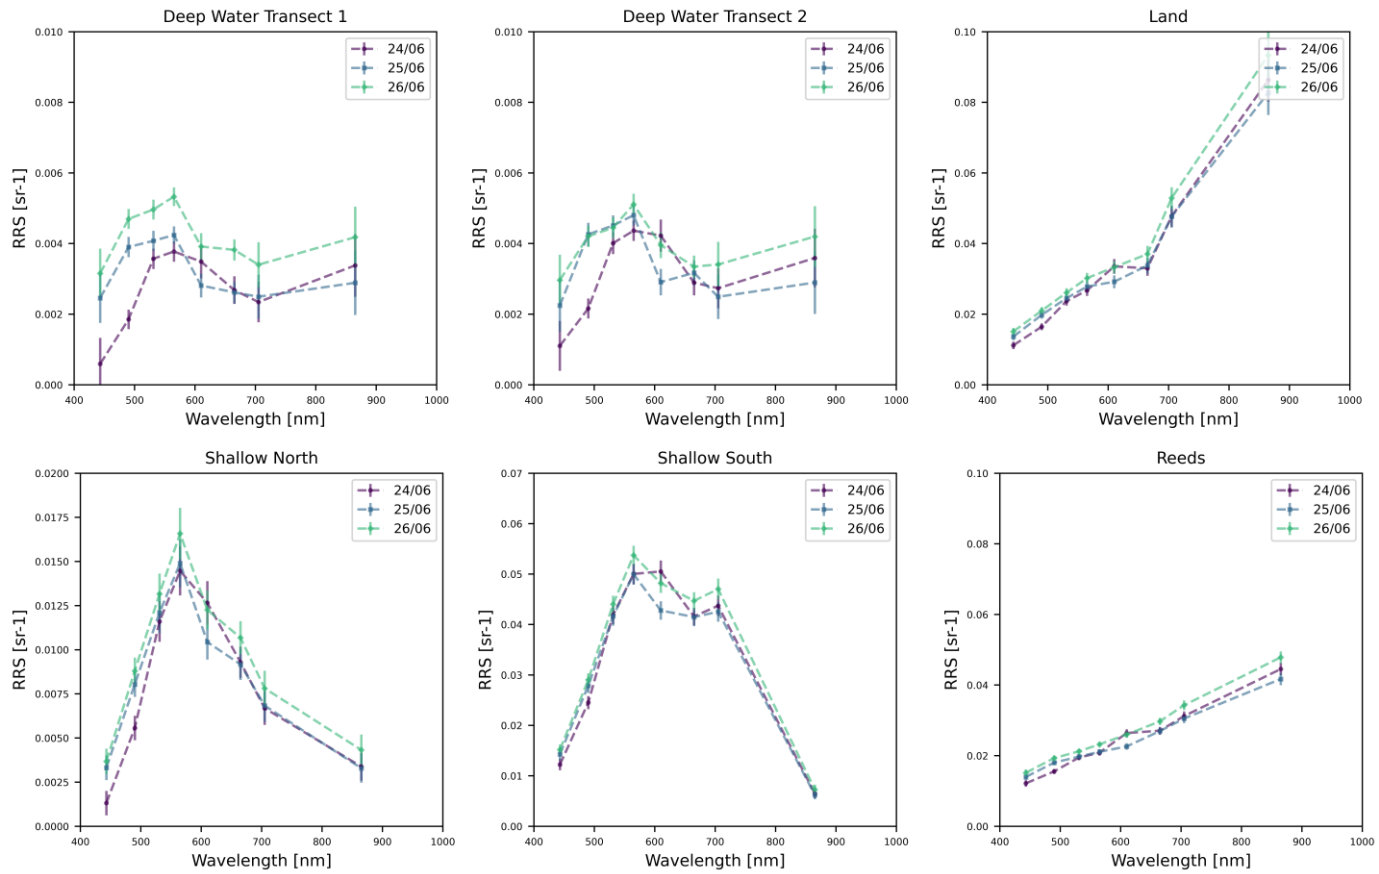 Deep Water Transect 1
RRS [sr-1]
0.010
0.008
0.006
0.004
0.002
0.000
24/06
25/06
26/06
400 500 600 700 800 900 1000
Wavelength [nm]
Deep Water Transect 2
RRS [sr-1]
0.010
0.008
0.006
0.004
0.002
0.000
24/06
25/06
26/06
400 500 600 700 800 900 1000
Wavelength [nm]
Land
RRS [sr-1]
0.10
0.08
0.06
0.04
0.02
0.00
24/06
25/06
26/06
400 500 600 700 800 900 1000
Wavelength [nm]
Shallow North
RRS [sr-1]
0.0200
0.0175
0.0150
0.0125
0.0100
0.0075
0.0050
0.0025
0.0000
24/06
25/06
26/06
400 500 600 700 800 900 1000
Wavelength [nm]
Shallow South
RRS [sr-1]
0.07
0.06
0.05
0.04
0.03
0.02
0.01
0.00
24/06
25/06
26/06
400 500 600 700 800 900 1000
Wavelength [nm]
Reeds
RRS [sr-1]
0.10
0.08
0.06
0.04
0.02
0.00
24/06
25/06
26/06
400 500 600 700 800 900 1000
Wavelength [nm]